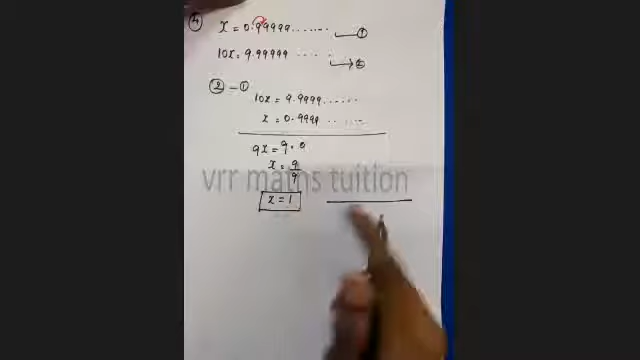 ④ x = 0.99999....... ①
10x = 9.99999 ..... ②
② - ①
10x = 9.9999......
x = 0.9999 ......
9x = 9.0
x = 9/9
vrr maths tuition
x = 1